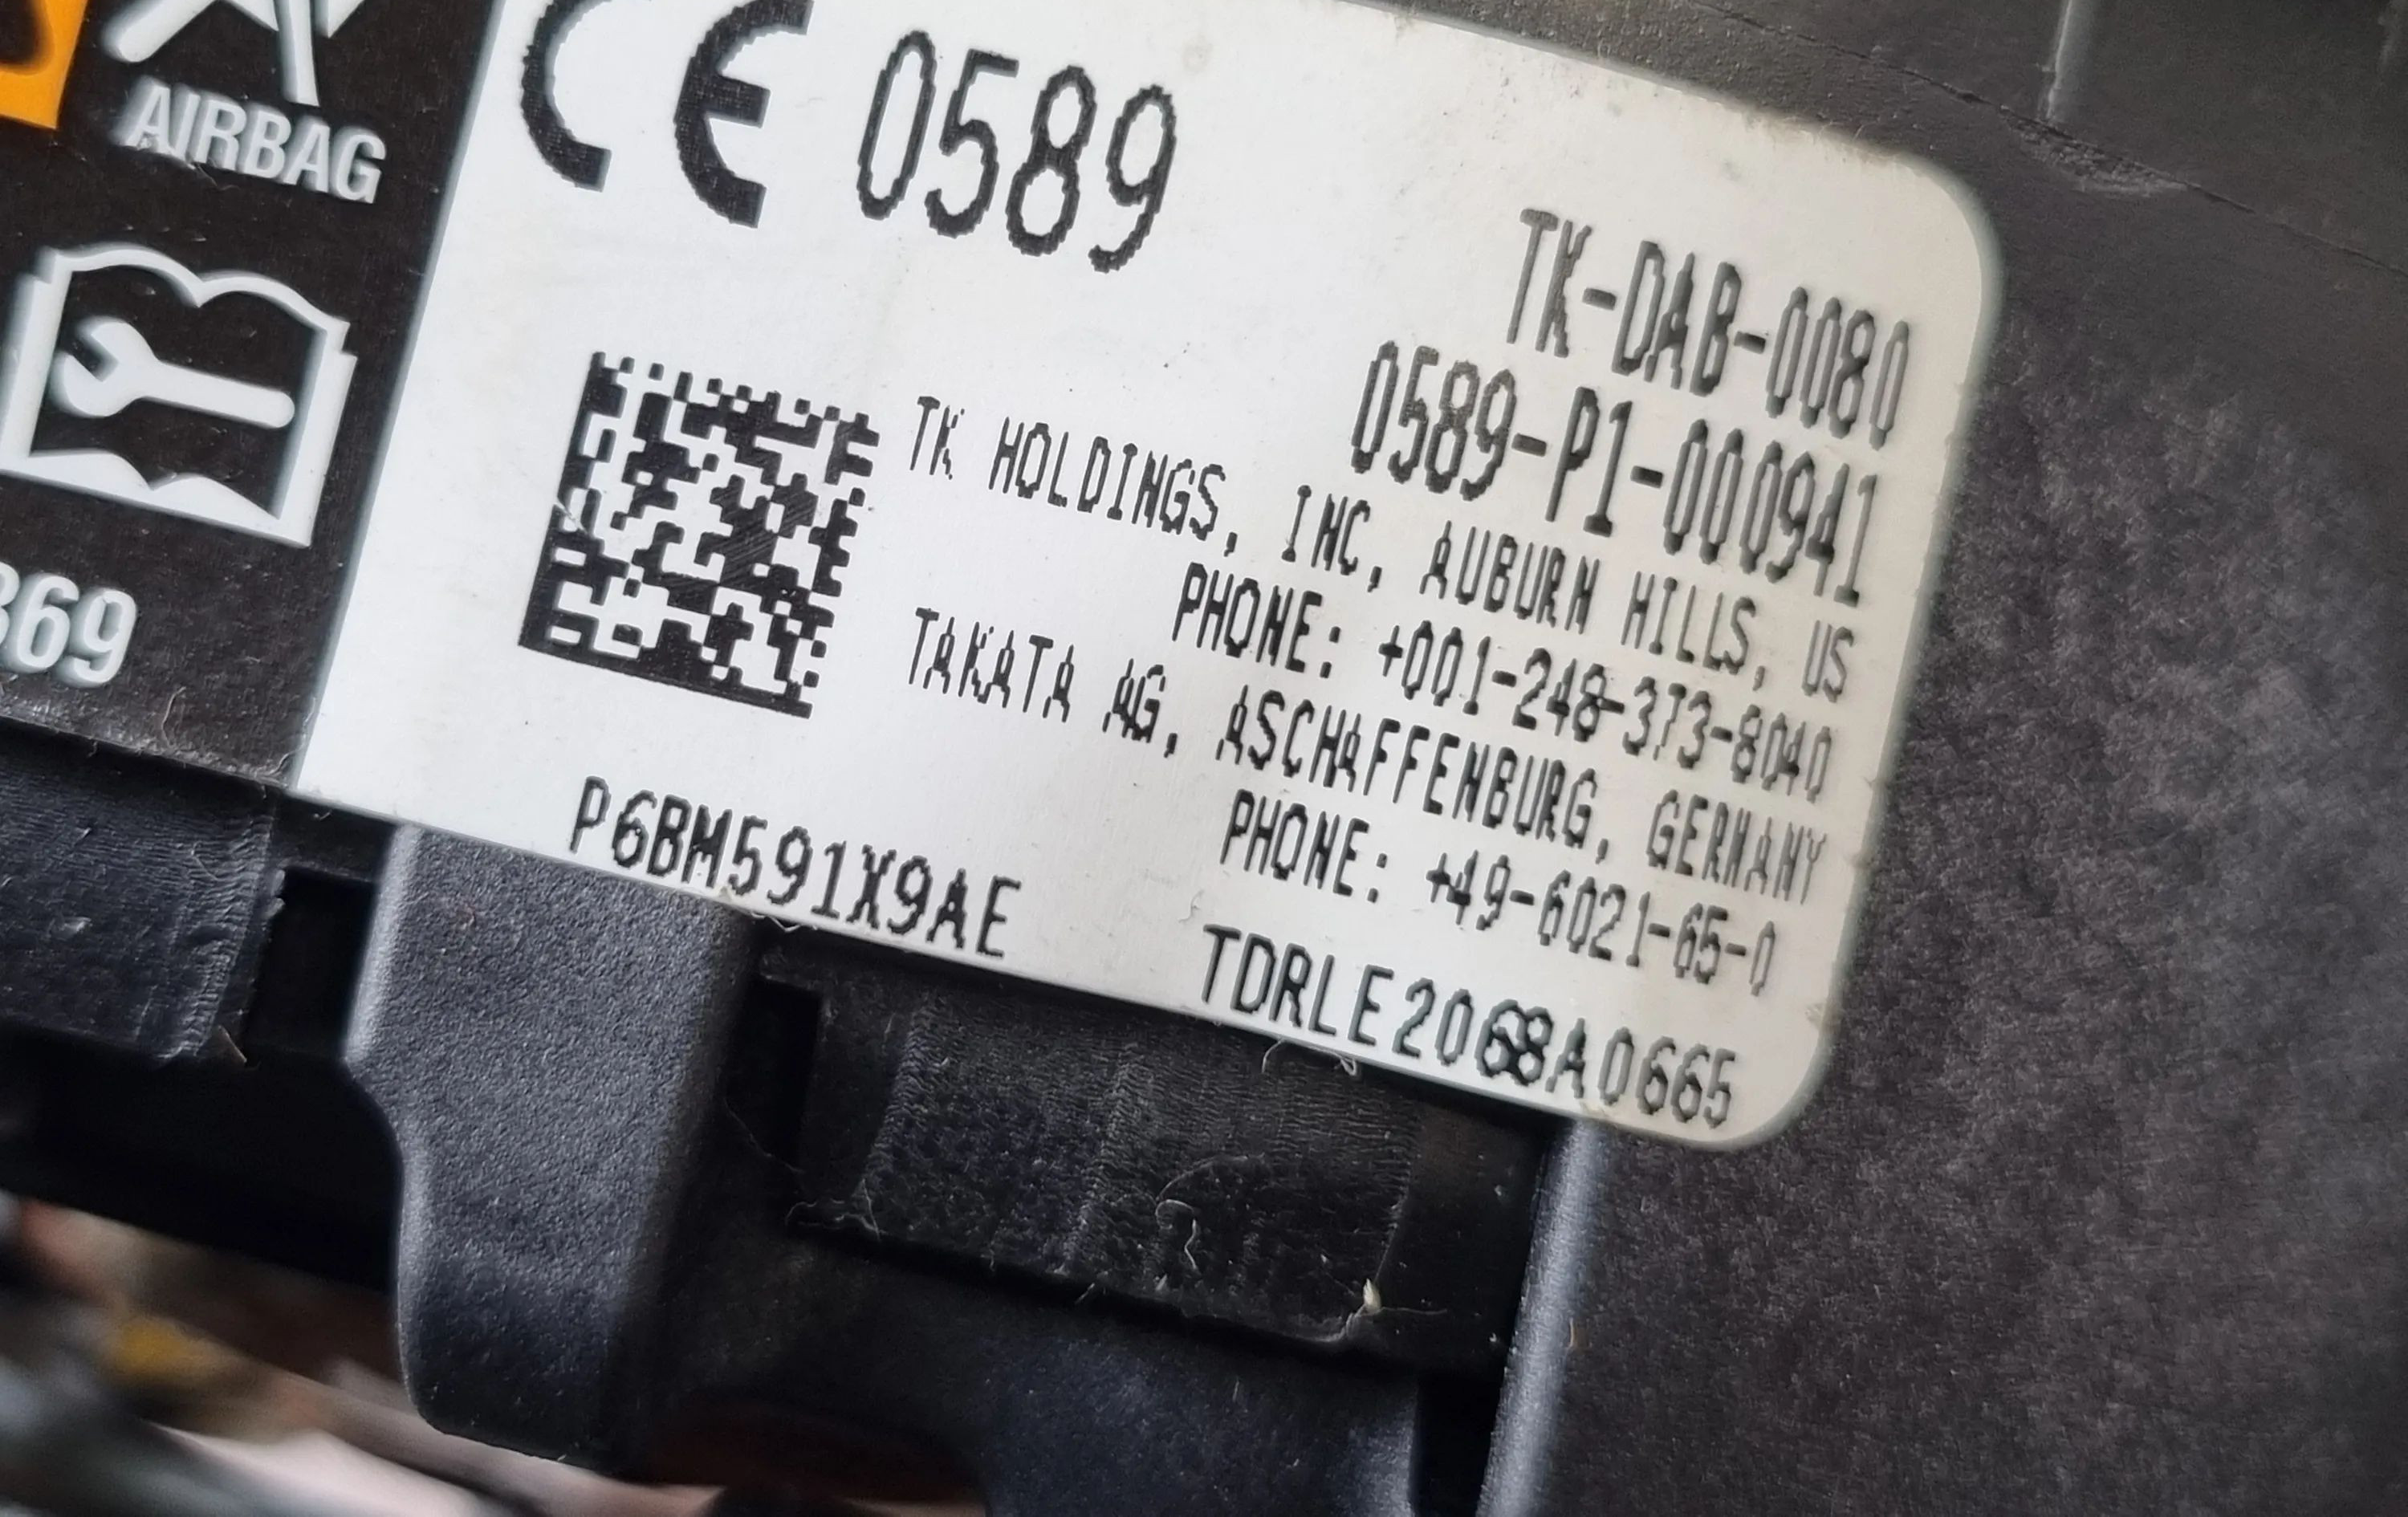 AIRBAG
CE 0589
TK-DAB-0080
0589-P1-000941
TK HOLDINGS, INC, AUBURN HILLS, US
PHONE: +001-248-373-8040
TAKATA AG, ASCHAFFENBURG, GERMANY
PHONE: +49-6021-65-0
69
P6BM591X9AE
TDRLE2068A0665